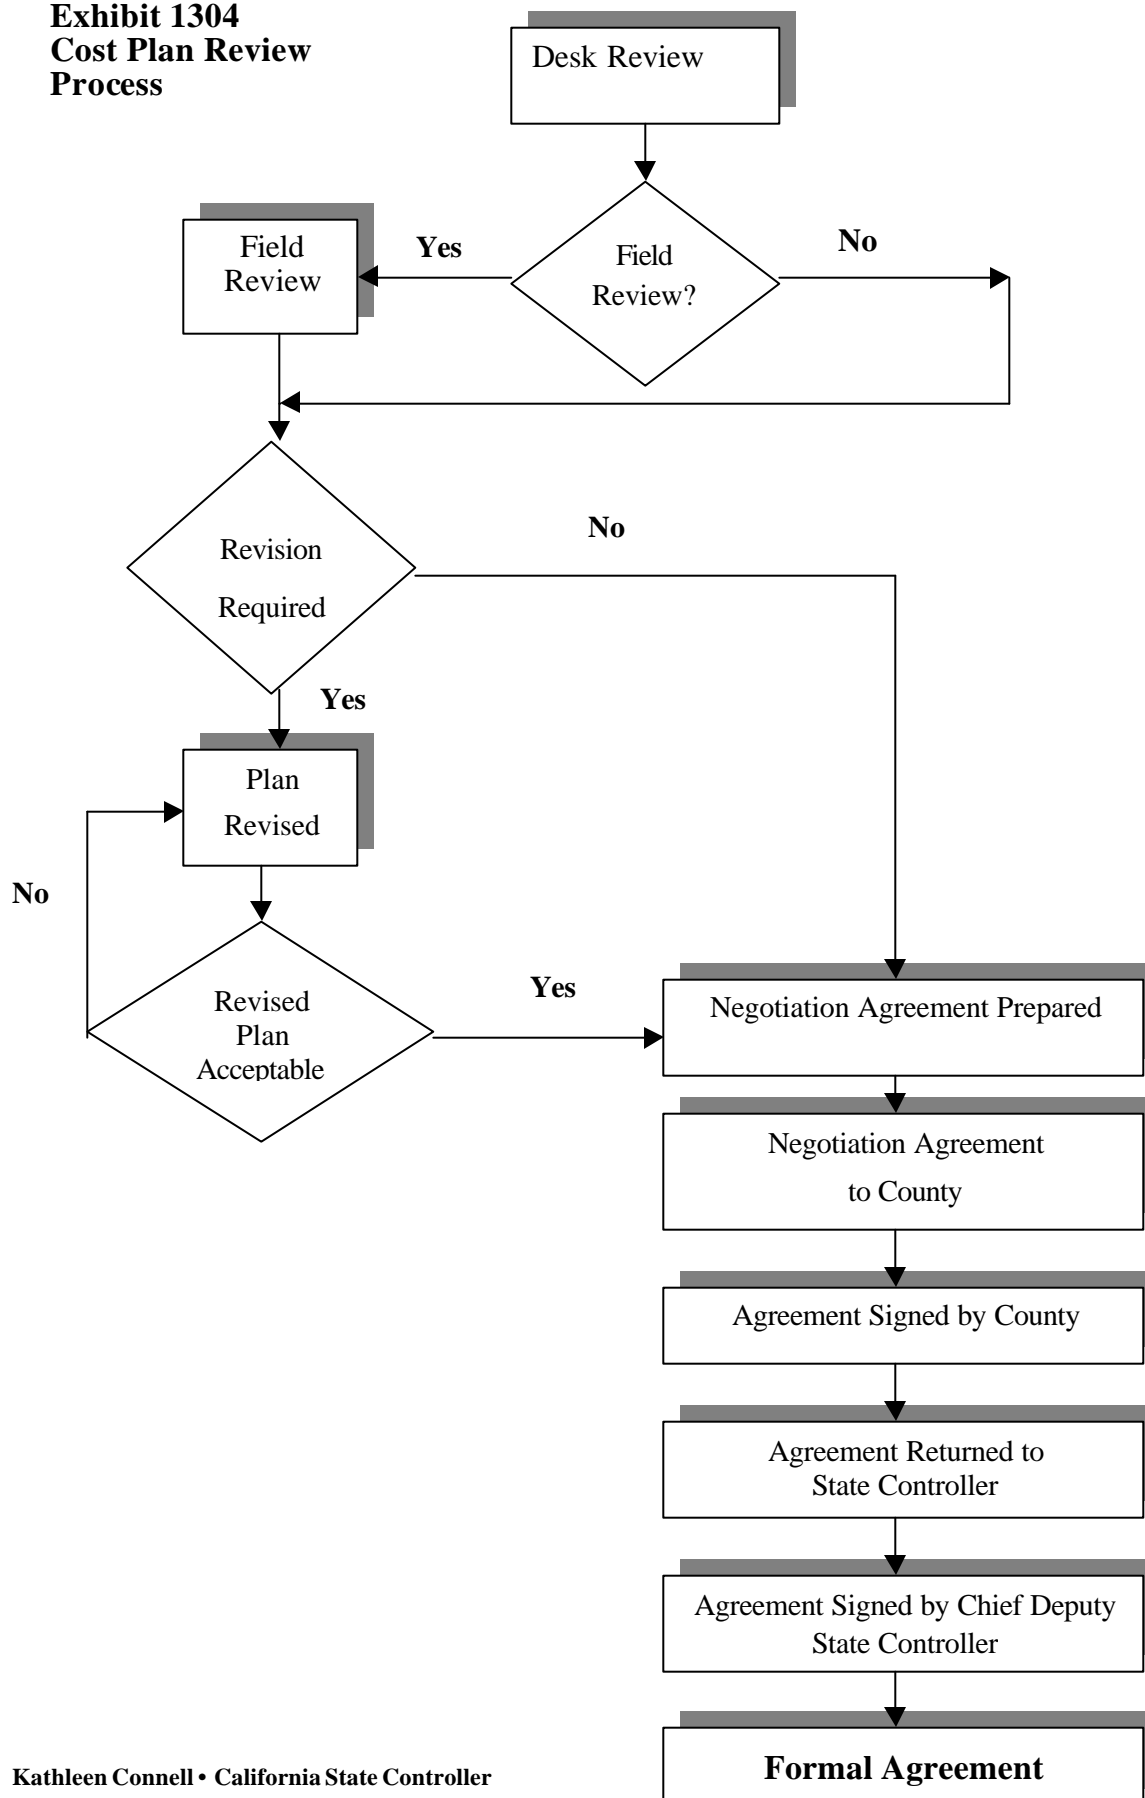 Exhibit 1304
Cost Plan Review
Process
Desk Review
Field
Review
Yes
Field
Review?
No
Revision
Required
No
Yes
Plan
Revised
No
Revised
Plan
Acceptable
Yes
Negotiation Agreement Prepared
Negotiation Agreement
to County
Agreement Signed by County
Agreement Returned to
State Controller
Agreement Signed by Chief Deputy
State Controller
Formal Agreement
Kathleen Connell • California State Controller